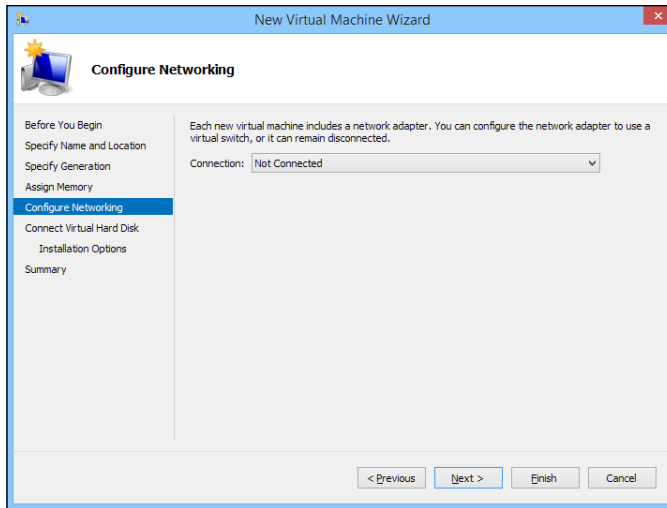 New Virtual Machine Wizard
Configure Networking
Before You Begin
Specify Name and Location
Specify Generation
Assign Memory
Configure Networking
Connect Virtual Hard Disk
Installation Options
Summary
Each new virtual machine includes a network adapter. You can configure the network adapter to use a
virtual switch, or it can remain disconnected.
Connection: Not Connected
< Previous Next > Finish Cancel